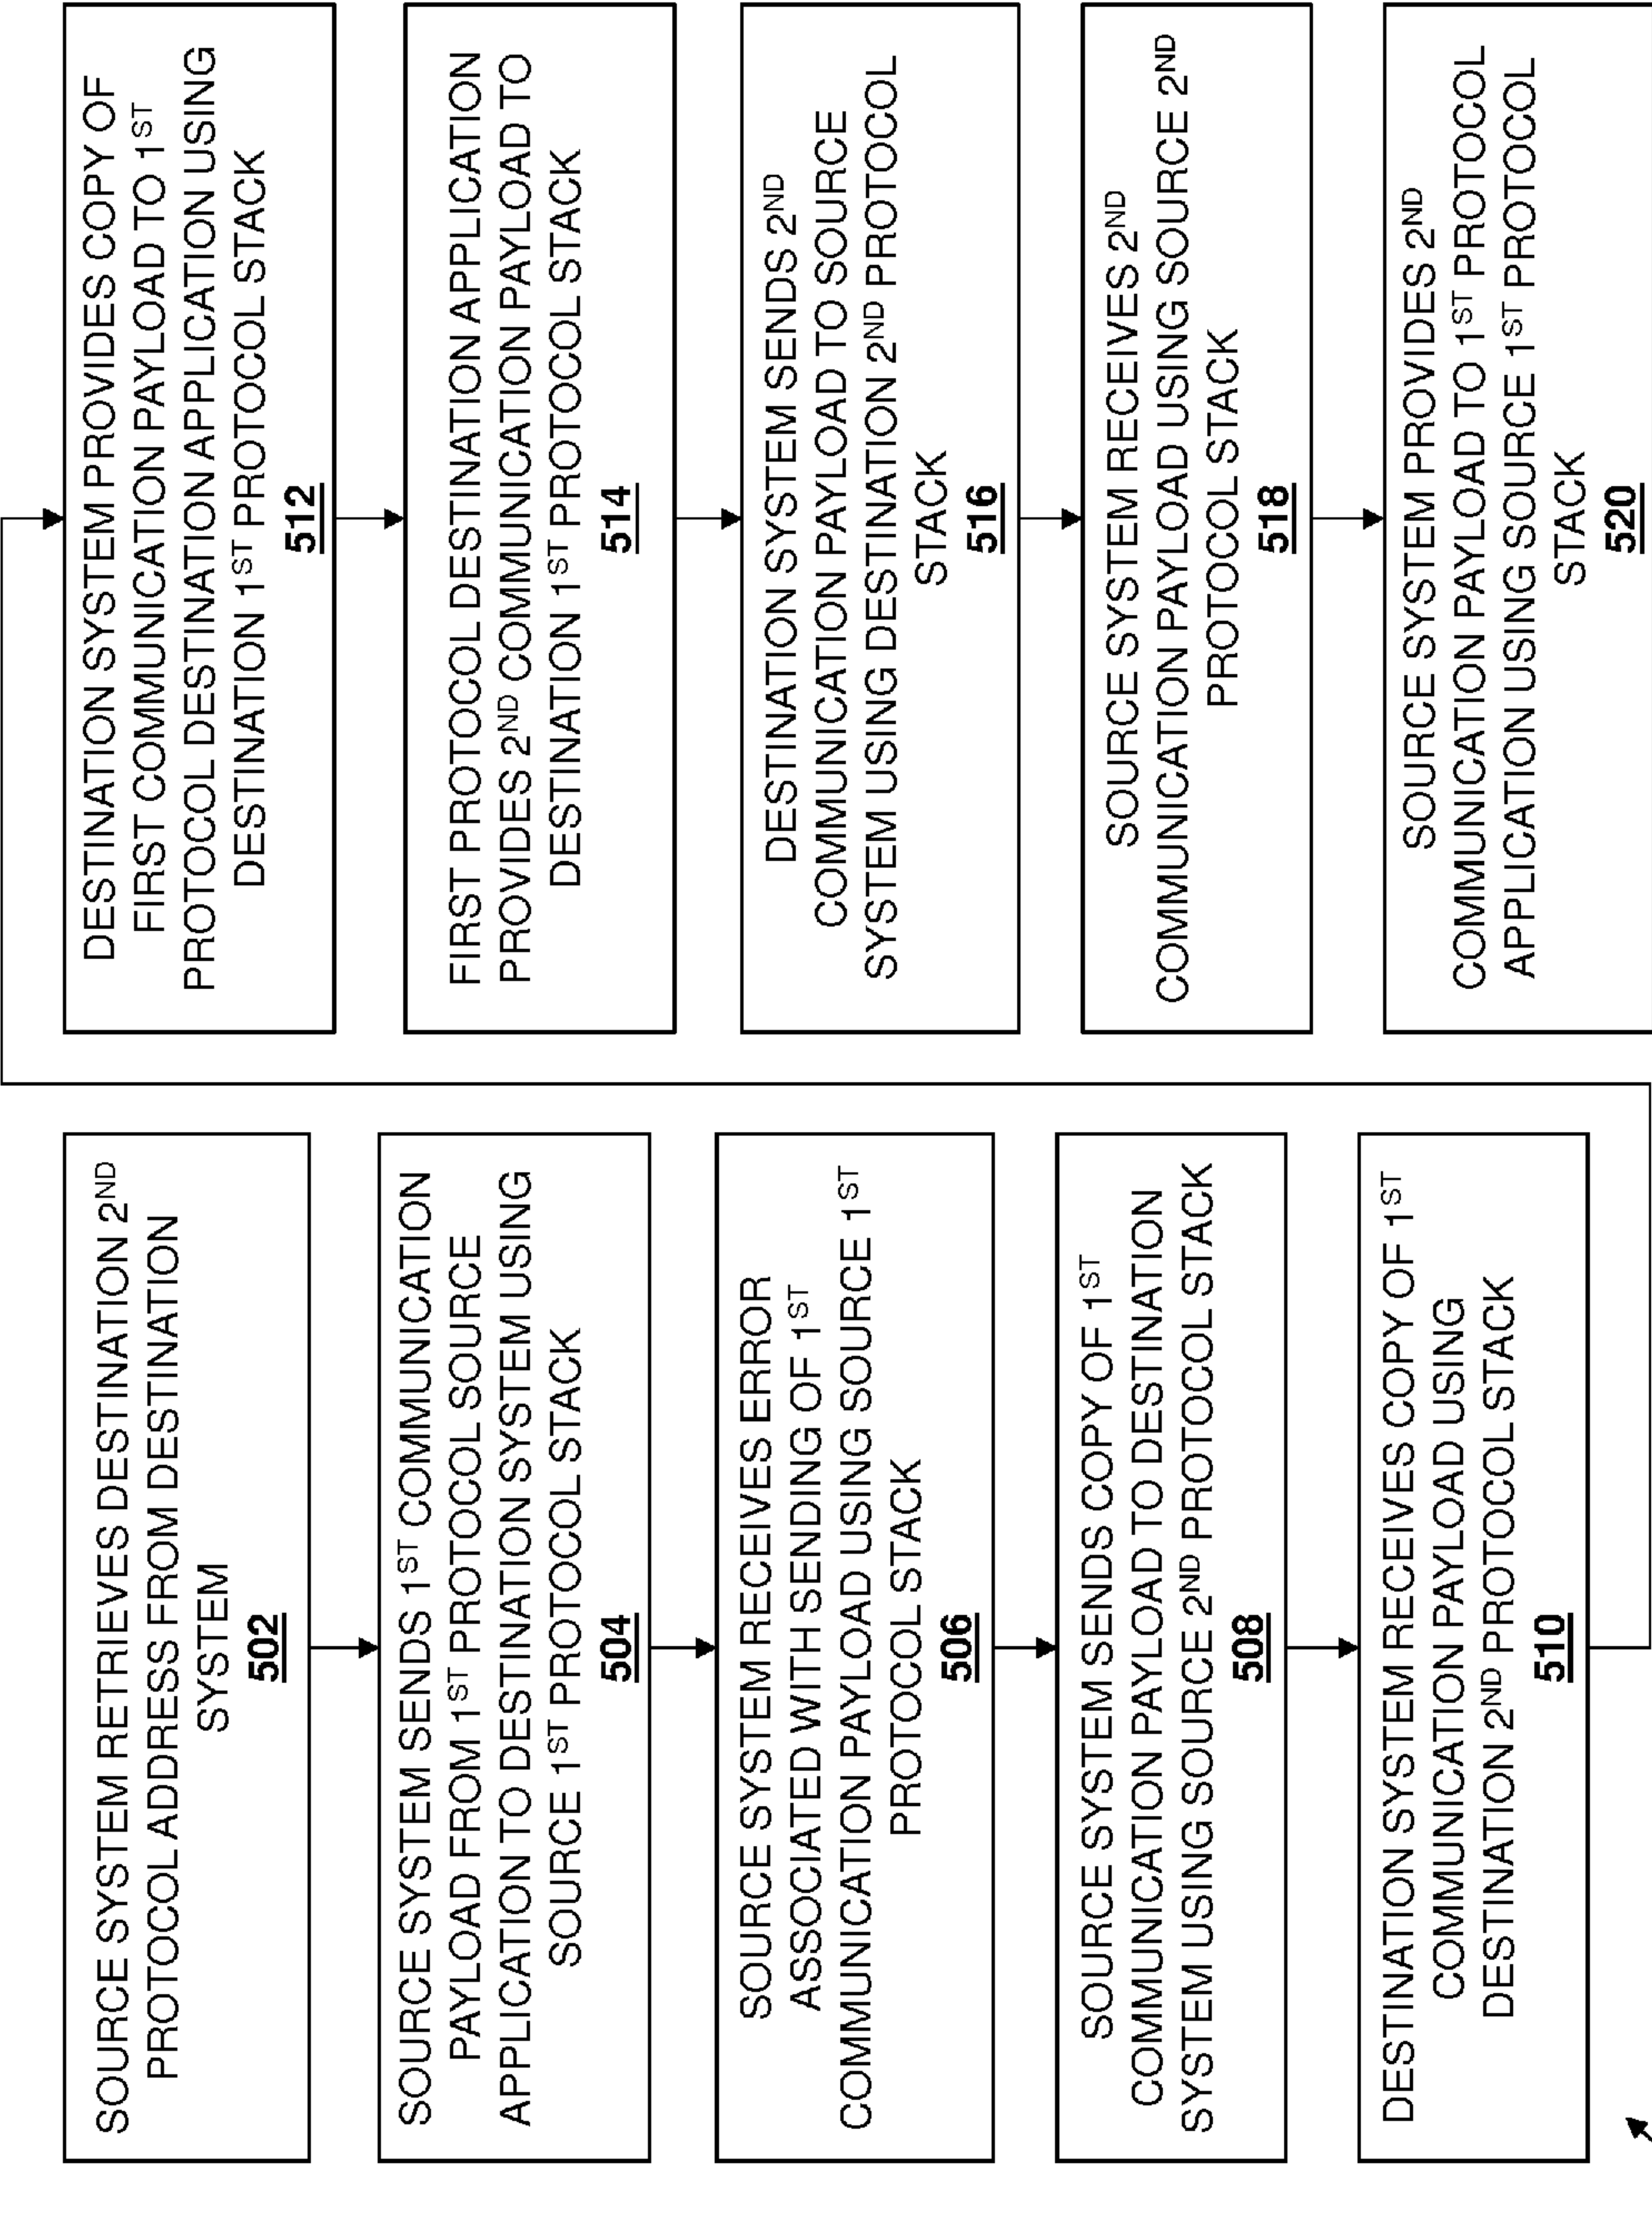 SOURCE SYSTEM RETRIEVES DESTINATION 2ND
PROTOCOL ADDRESS FROM DESTINATION
SYSTEM
502
SOURCE SYSTEM SENDS 1ST COMMUNICATION
PAYLOAD FROM 1ST PROTOCOL SOURCE
APPLICATION TO DESTINATION SYSTEM USING
SOURCE 1ST PROTOCOL STACK
504
SOURCE SYSTEM RECEIVES ERROR
ASSOCIATED WITH SENDING OF 1ST
COMMUNICATION PAYLOAD USING SOURCE 1ST
PROTOCOL STACK
506
SOURCE SYSTEM SENDS COPY OF 1ST
COMMUNICATION PAYLOAD TO DESTINATION
SYSTEM USING SOURCE 2ND PROTOCOL STACK
508
DESTINATION SYSTEM RECEIVES COPY OF 1ST
COMMUNICATION PAYLOAD USING
DESTINATION 2ND PROTOCOL STACK
510
DESTINATION SYSTEM PROVIDES COPY OF
FIRST COMMUNICATION PAYLOAD TO 1ST
PROTOCOL DESTINATION APPLICATION USING
DESTINATION 1ST PROTOCOL STACK
512
FIRST PROTOCOL DESTINATION APPLICATION
PROVIDES 2ND COMMUNICATION PAYLOAD TO
DESTINATION 1ST PROTOCOL STACK
514
DESTINATION SYSTEM SENDS 2ND
COMMUNICATION PAYLOAD TO SOURCE
SYSTEM USING DESTINATION 2ND PROTOCOL
STACK
516
SOURCE SYSTEM RECEIVES 2ND
COMMUNICATION PAYLOAD USING SOURCE 2ND
PROTOCOL STACK
518
SOURCE SYSTEM PROVIDES 2ND
COMMUNICATION PAYLOAD TO 1ST PROTOCOL
APPLICATION USING SOURCE 1ST PROTOCOL
STACK
520